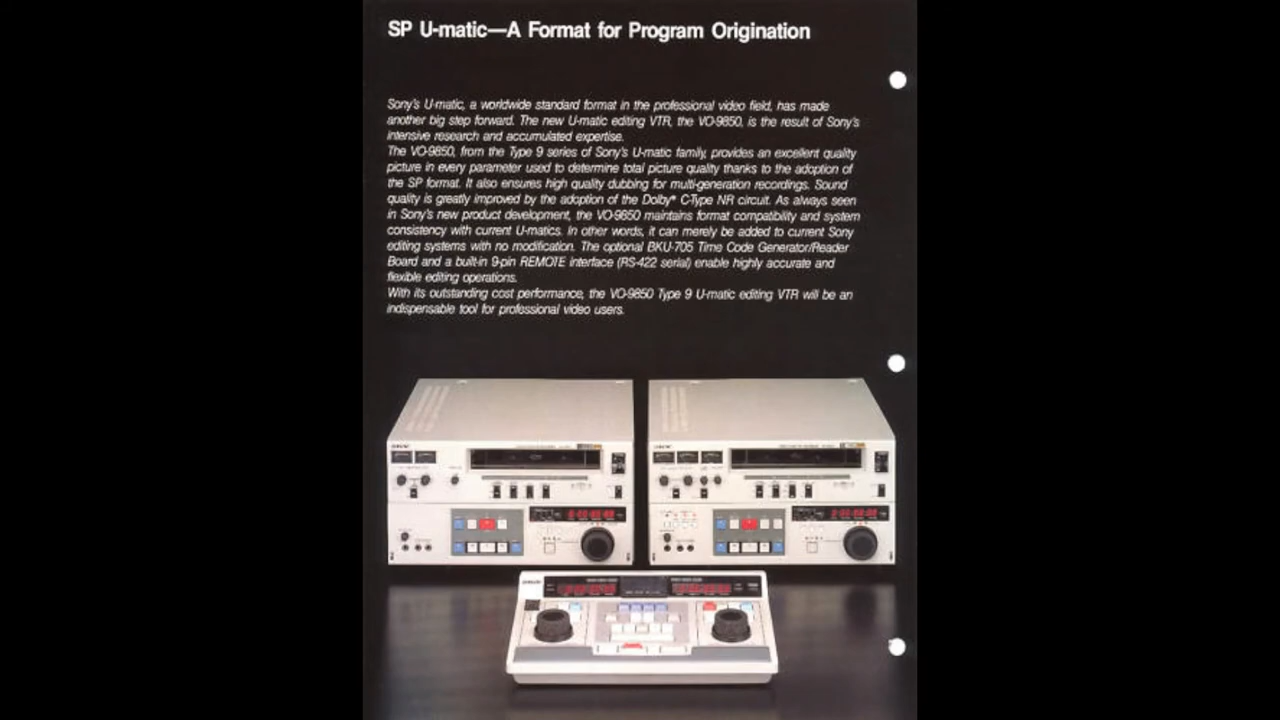 SP U-matic—A Format for Program Origination
Sony's U-matic, a worldwide standard format in the professional video field, has made
another big step forward. The new U-matic editing VTR, the VO-9850, is the result of Sony's
intensive research and accumulated expertise.
The VO-9850, from the Type 9 series of Sony's U-matic family, provides an excellent quality
picture in every parameter used to determine total picture quality thanks to the adoption of
the SP format. It also ensures high quality dubbing for multi-generation recordings. Sound
quality is greatly improved by the adoption of the Dolby* C-Type NR circuit. As always seen
in Sony's new product development, the VO-9850 maintains format compatibility and system
consistency with current U-matics. In other words, it can merely be added to current Sony
editing systems with no modification. The optional BKU-705 Time Code Generator/Reader
Board and a built-in 9-pin REMOTE interface (RS-422 serial) enable highly accurate and
flexible editing operations.
With its outstanding cost performance, the VO-9850 Type 9 U-matic editing VTR will be an
indispensable tool for professional video users.
SONY
SONY
SONY